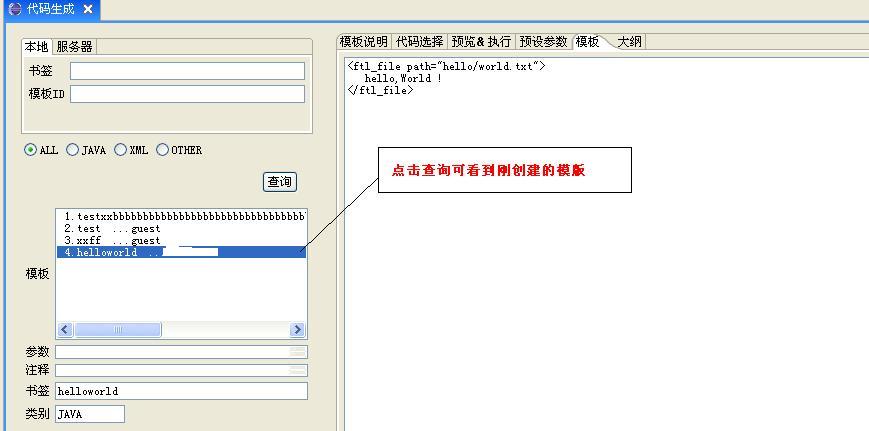 代码生成
本地 服务器
书签
模板ID
ALL JAVA XML OTHER
查询
模板
1.testxxbbbbbbbbbbbbbbbbbbbbbbbbbbbbbbbb
2.test ...guest
3.xxff ...guest
4.helloworld ..
参数
注释
书签 helloworld
类别 JAVA
模板说明 代码选择 预览&执行 预设参数 模板 大纲
<ftl_file path="hello/world.txt">
hello,World !
</ftl_file>
点击查询可看到刚创建的模版